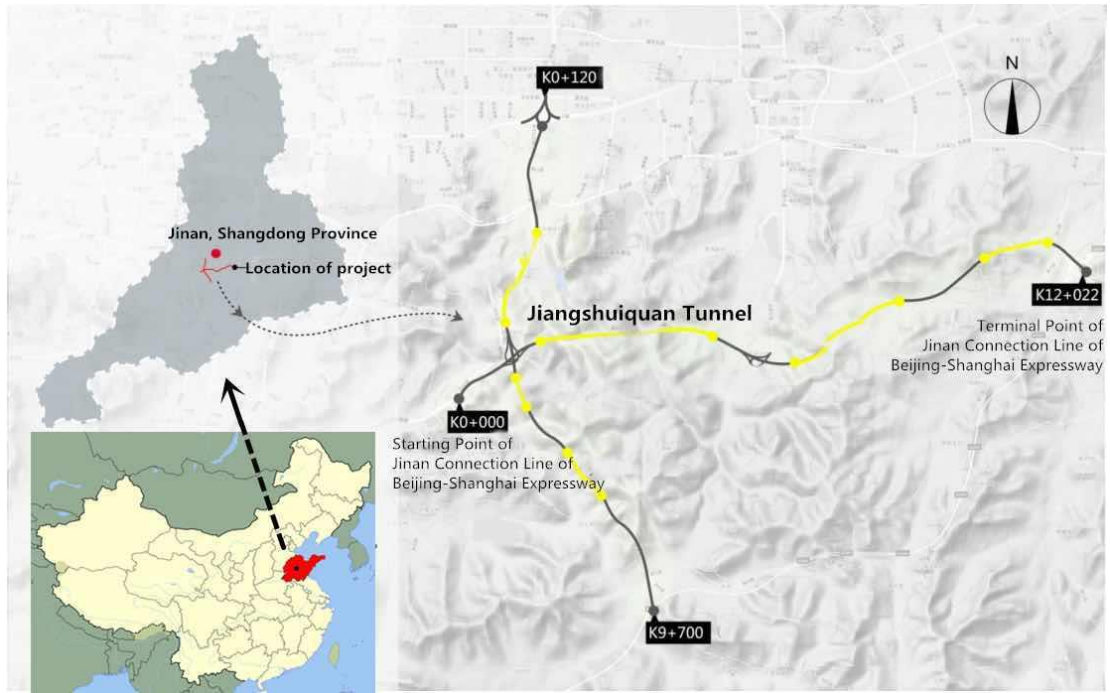 K0+120
N
Jinan, Shangdong Province
Location of project
Jiangshuiquan Tunnel
K12+022
Terminal Point of
Jinan Connection Line of
Beijing-Shanghai Expressway
K0+000
Starting Point of
Jinan Connection Line of
Beijing-Shanghai Expressway
K9+700